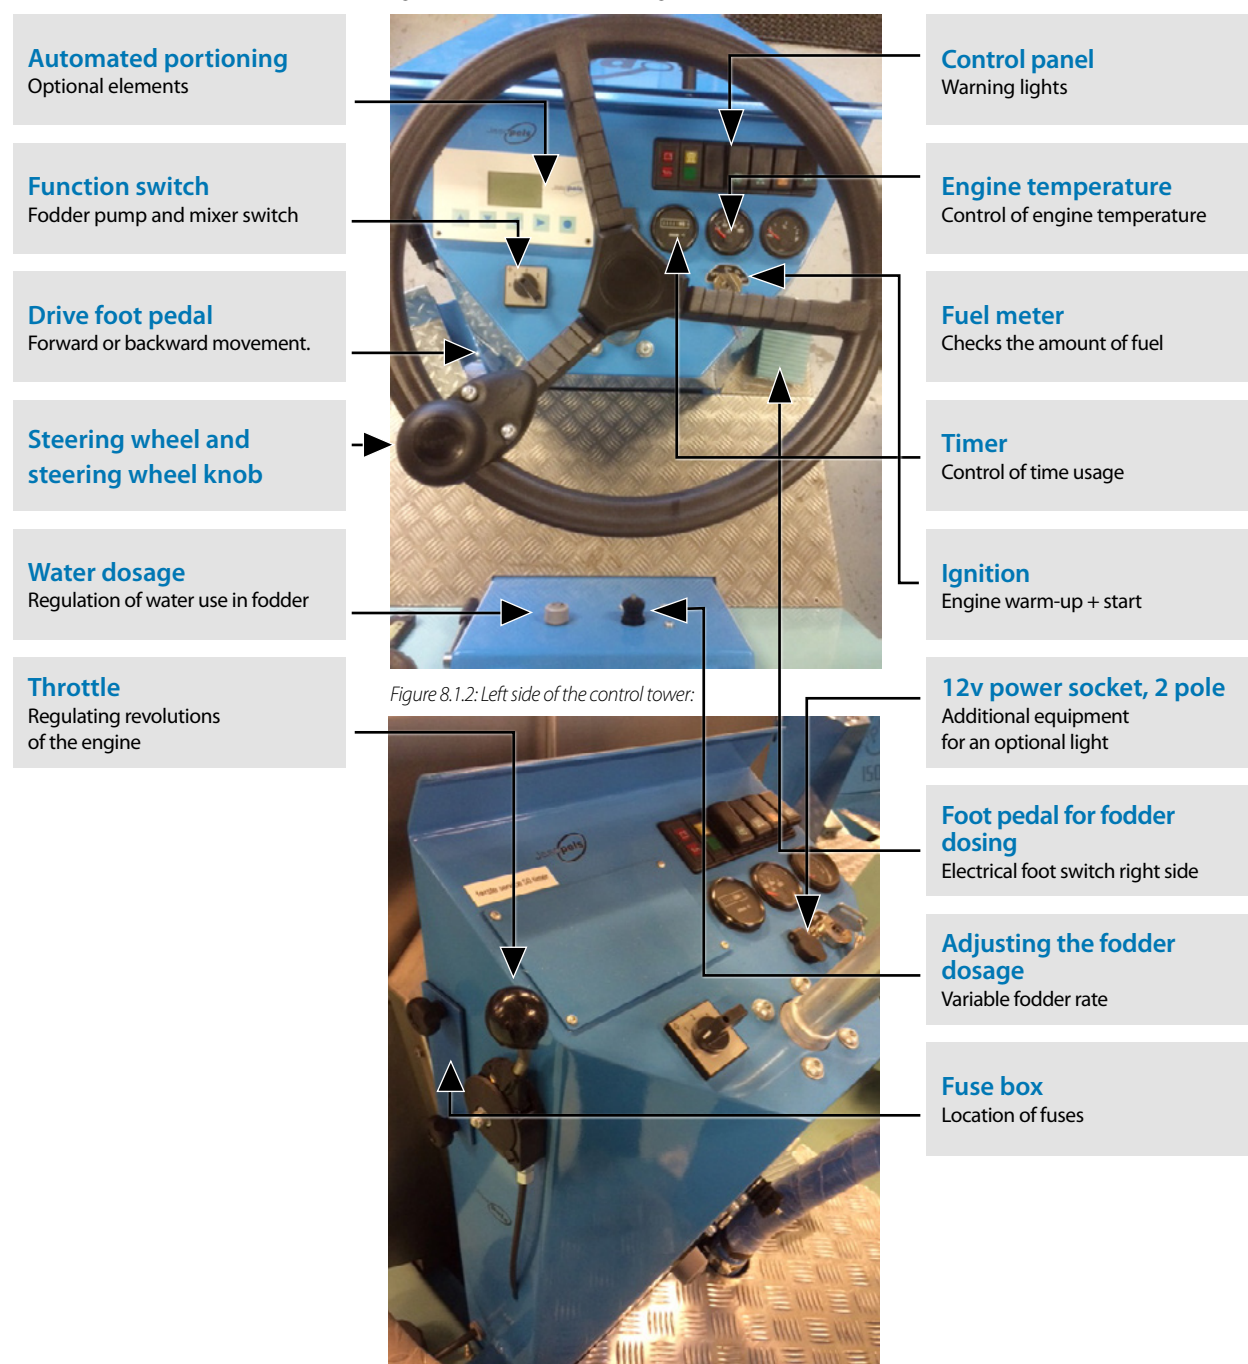 Automated portioning
Optional elements
Function switch
Fodder pump and mixer switch
Drive foot pedal
Forward or backward movement.
Steering wheel and
steering wheel knob
Water dosage
Regulation of water use in fodder
Throttle
Regulating revolutions
of the engine
pols
Figure 8.1.2: Left side of the control tower:
pols
Control panel
Warning lights
Engine temperature
Control of engine temperature
Fuel meter
Checks the amount of fuel
Timer
Control of time usage
Ignition
Engine warm-up + start
12v power socket, 2 pole
Additional equipment
for an optional light
Foot pedal for fodder
dosing
Electrical foot switch right side
Adjusting the fodder
dosage
Variable fodder rate
Fuse box
Location of fuses